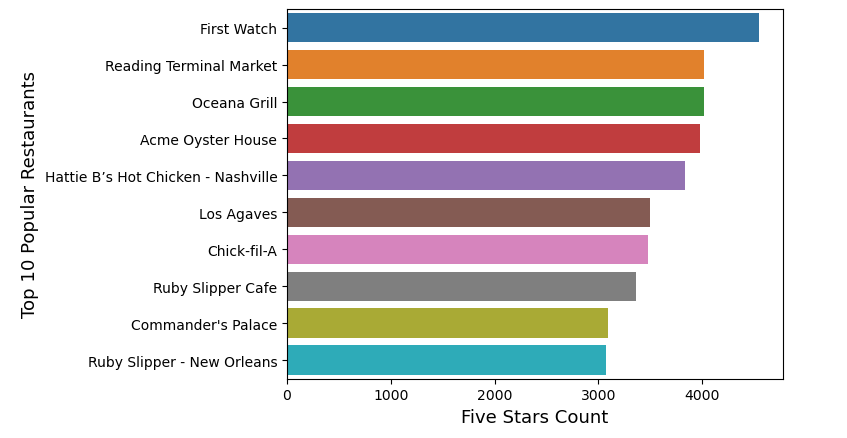 Top 10 Popular Restaurants
First Watch
Reading Terminal Market
Oceana Grill
Acme Oyster House
Hattie B’s Hot Chicken - Nashville
Los Agaves
Chick-fil-A
Ruby Slipper Cafe
Commander's Palace
Ruby Slipper - New Orleans
0 1000 2000 3000 4000
Five Stars Count